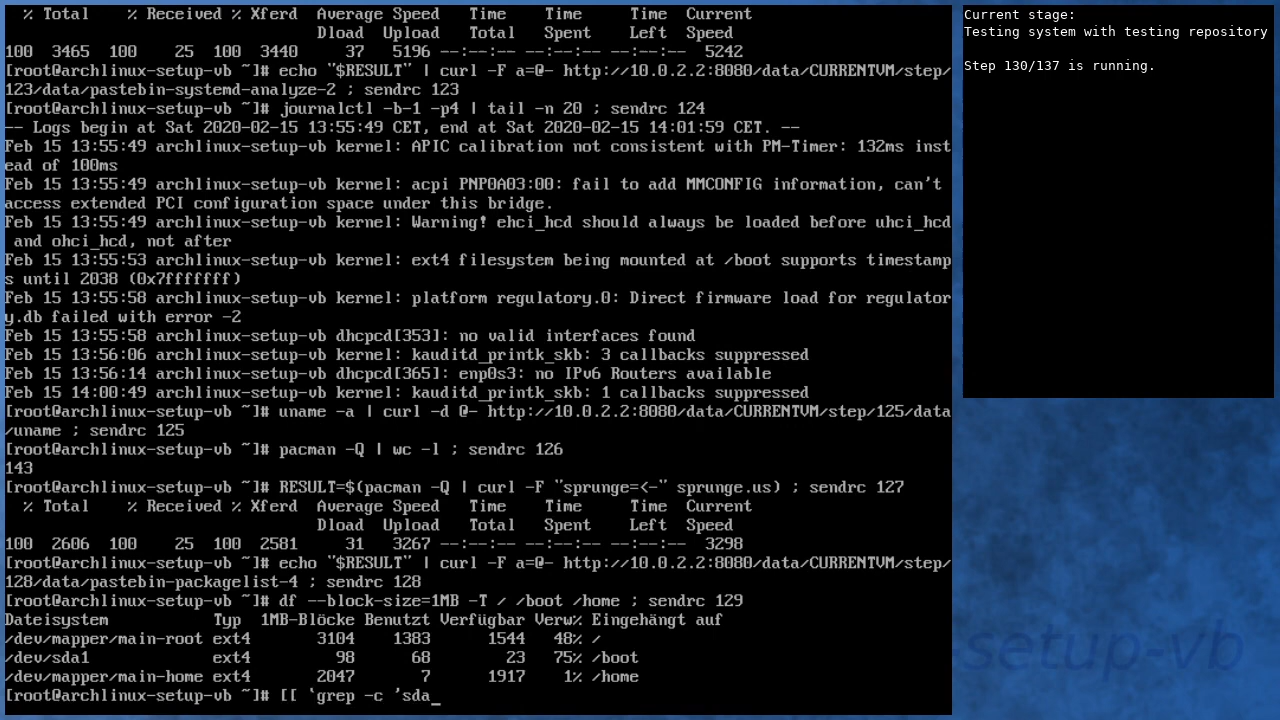 % Total    % Received % Xferd  Average Speed   Time    Time     Time  Current
                                 Dload  Upload   Total   Spent    Left  Speed
100  3465  100    25  100  3440     37   5196 --:--:-- --:--:-- --:--:--  5242
[root@archlinux-setup-vb ~]# echo "$RESULT" | curl -F a=@- http://10.0.2.2:8080/data/CURRENTVM/step/
123/data/pastebin-systemd-analyze-2 ; sendrc 123
[root@archlinux-setup-vb ~]# journalctl -b-1 -p4 | tail -n 20 ; sendrc 124
-- Logs begin at Sat 2020-02-15 13:55:49 CET, end at Sat 2020-02-15 14:01:59 CET. --
Feb 15 13:55:49 archlinux-setup-vb kernel: APIC calibration not consistent with PM-Timer: 132ms inst
ead of 100ms
Feb 15 13:55:49 archlinux-setup-vb kernel: acpi PNP0A03:00: fail to add MMCONFIG information, can't
access extended PCI configuration space under this bridge.
Feb 15 13:55:49 archlinux-setup-vb kernel: Warning! ehci_hcd should always be loaded before uhci_hcd
 and ohci_hcd, not after
Feb 15 13:55:53 archlinux-setup-vb kernel: ext4 filesystem being mounted at /boot supports timestamp
s until 2038 (0x7fffffff)
Feb 15 13:55:58 archlinux-setup-vb kernel: platform regulatory.0: Direct firmware load for regulator
y.db failed with error -2
Feb 15 13:55:58 archlinux-setup-vb dhcpcd[353]: no valid interfaces found
Feb 15 13:56:06 archlinux-setup-vb kernel: kauditd_printk_skb: 3 callbacks suppressed
Feb 15 13:56:14 archlinux-setup-vb dhcpcd[365]: enp0s3: no IPv6 Routers available
Feb 15 14:00:49 archlinux-setup-vb kernel: kauditd_printk_skb: 1 callbacks suppressed
[root@archlinux-setup-vb ~]# uname -a | curl -d @- http://10.0.2.2:8080/data/CURRENTVM/step/125/data
/uname ; sendrc 125
[root@archlinux-setup-vb ~]# pacman -Q | wc -l ; sendrc 126
143
[root@archlinux-setup-vb ~]# RESULT=$(pacman -Q | curl -F "sprunge=<-" sprunge.us) ; sendrc 127
  % Total    % Received % Xferd  Average Speed   Time    Time     Time  Current
                                 Dload  Upload   Total   Spent    Left  Speed
100  2606  100    25  100  2581     31   3267 --:--:-- --:--:-- --:--:--  3298
[root@archlinux-setup-vb ~]# echo "$RESULT" | curl -F a=@- http://10.0.2.2:8080/data/CURRENTVM/step/
128/data/pastebin-packagelist-4 ; sendrc 128
[root@archlinux-setup-vb ~]# df --block-size=1MB -T / /boot /home ; sendrc 129
Dateisystem           Typ  1MB-Blöcke Benutzt Verfügbar Verw% Eingehängt auf
/dev/mapper/main-root ext4       3104    1383      1544   48% /
/dev/sda1             ext4         98      68        23   75% /boot
/dev/mapper/main-home ext4       2047       7      1917    1% /home
[root@archlinux-setup-vb ~]# [[ `grep -c 'sda_
Current stage:
Testing system with testing repository
Step 130/137 is running.
-setup-vb